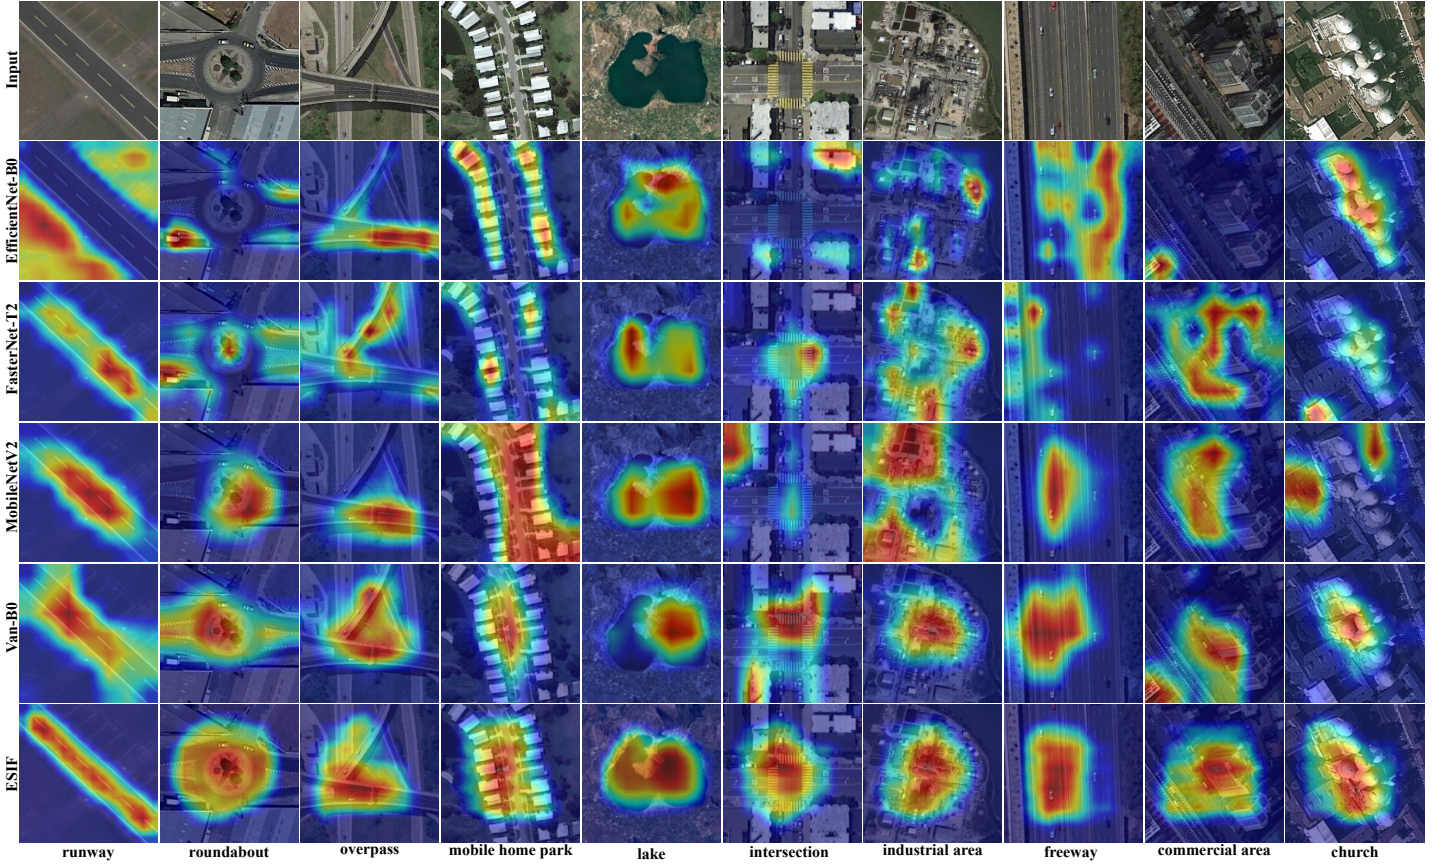 Input
EfficientNet-B0
FasterNet-T2
MobileNetV2
Van-B0
ESIF
runway
roundabout
overpass
mobile home park
lake
intersection
industrial area
freeway
commercial area
church